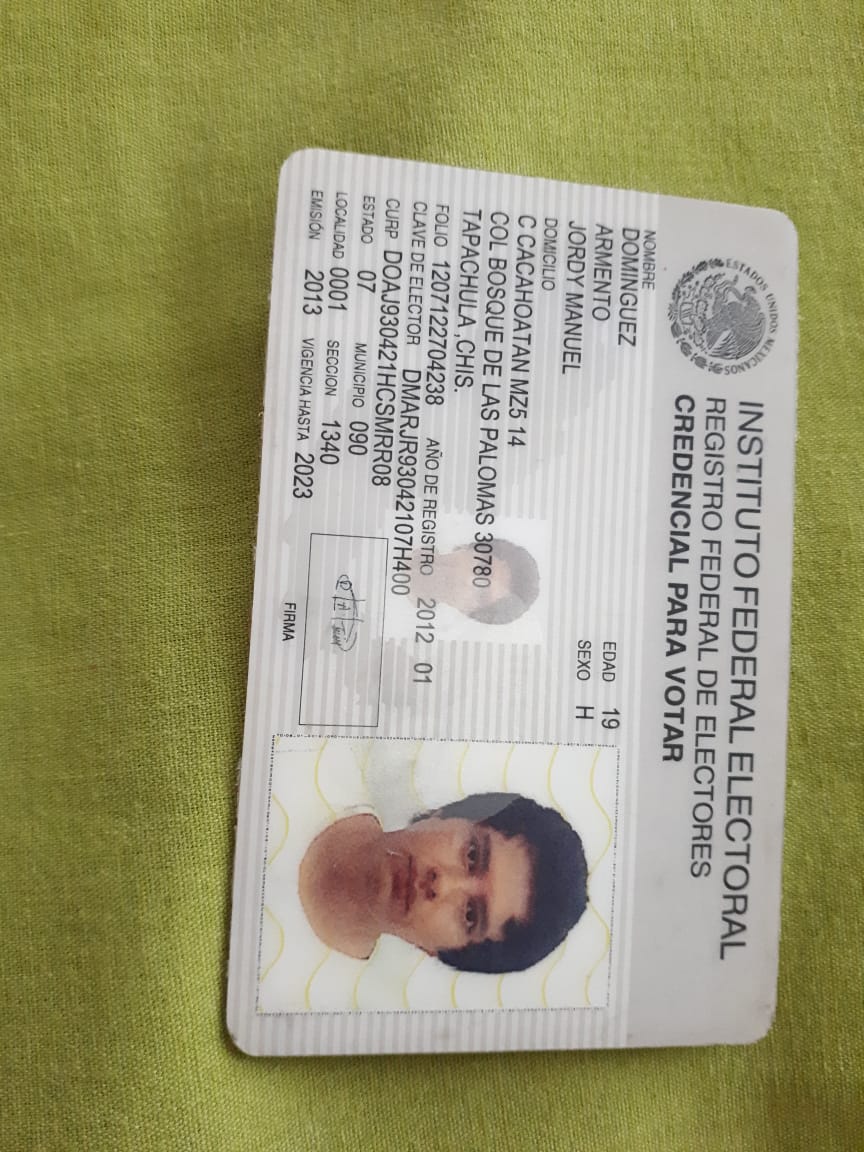 ESTADOS UNIDOS MEXICANOS
INSTITUTO FEDERAL ELECTORAL
REGISTRO FEDERAL DE ELECTORES
CREDENCIAL PARA VOTAR
NOMBRE
DOMINGUEZ
ARMENTO
JORDY MANUEL
EDAD 19
SEXO H
DOMICILIO
C CACAHOATAN MZ5 14
COL BOSQUE DE LAS PALOMAS 30780
TAPACHULA ,CHIS.
FOLIO 1207122704238 AÑO DE REGISTRO 2012 01
CLAVE DE ELECTOR DMARJR93042107H400
CURP DOAJ930421HCSMRR08
ESTADO 07 MUNICIPIO 090
LOCALIDAD 0001 SECCION 1340
EMISIÓN 2013 VIGENCIA HASTA 2023
FIRMA